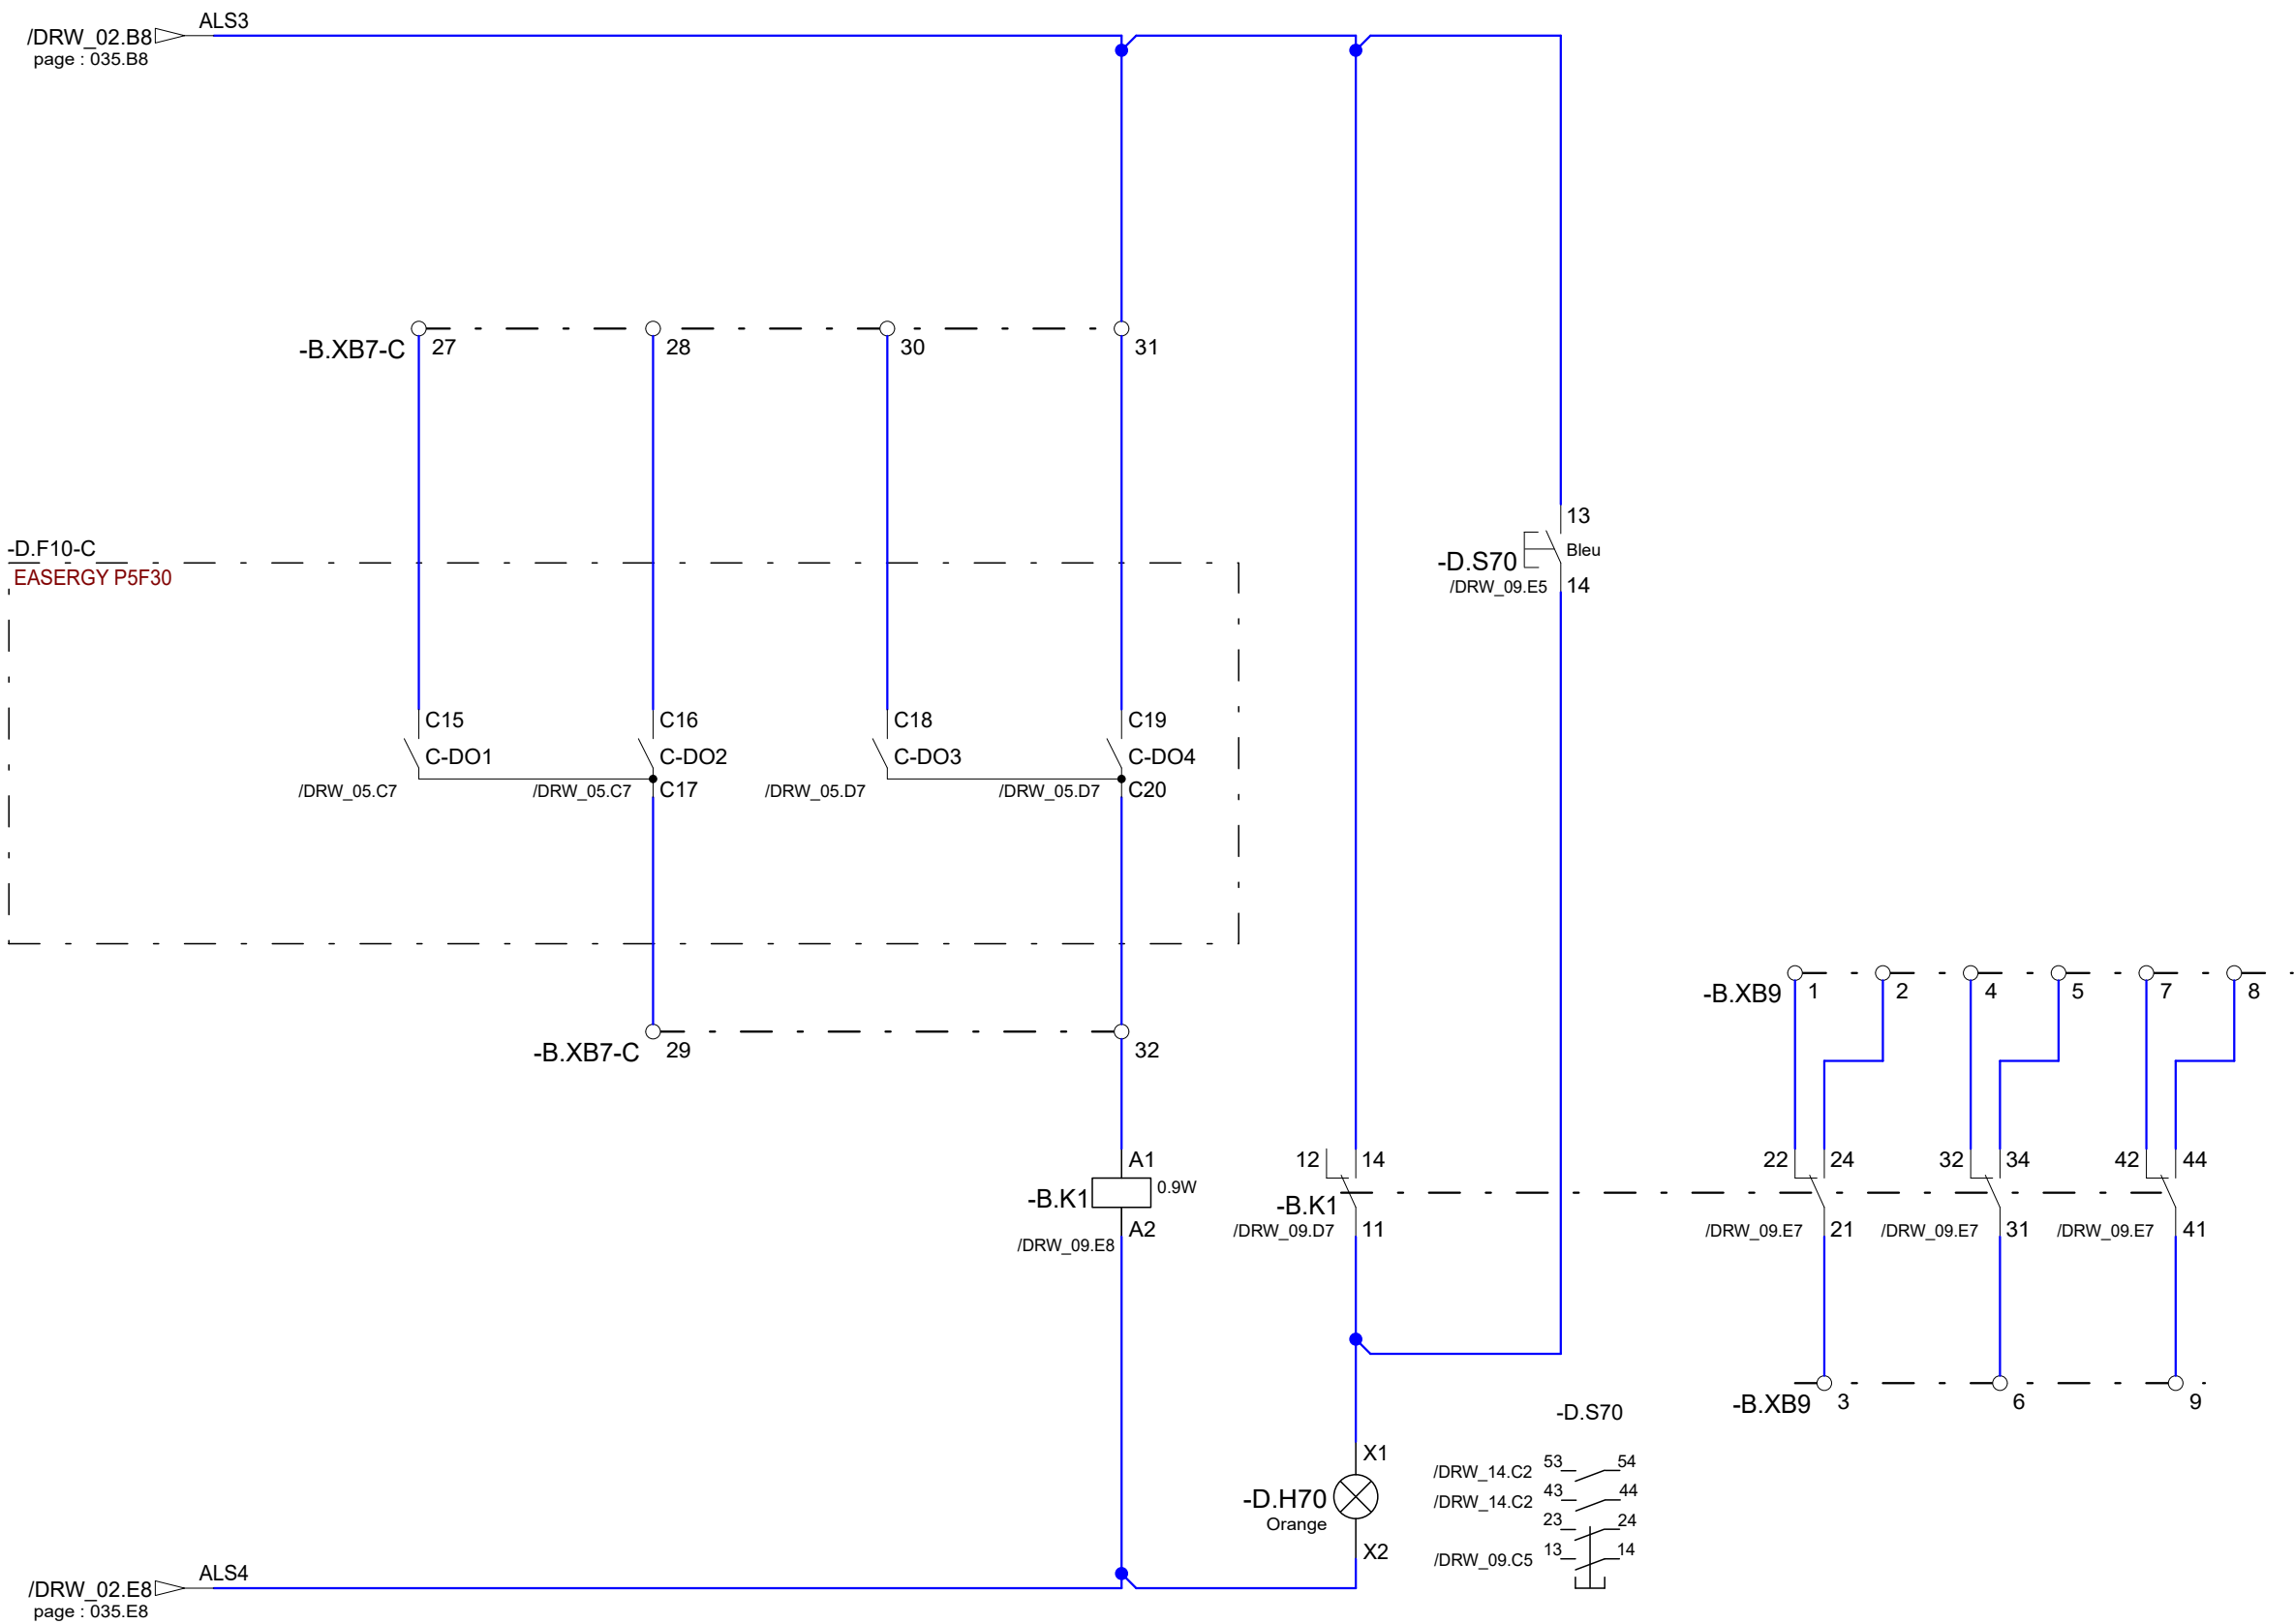 ALS3
/DRW_02.B8
page : 035.B8
-B.XB7-C 27 28 30 31
13
-D.S70 Bleu
/DRW_09.E5 14
-D.F10-C
EASERGY P5F30
C15 C16 C18 C19
C-DO1 C-DO2 C-DO3 C-DO4
/DRW_05.C7 /DRW_05.C7 C17 /DRW_05.D7 /DRW_05.D7 C20
-B.XB9 1 2 4 5 7 8
-B.XB7-C 29 32
A1 12 14 22 24 32 34 42 44
-B.K1 0.9W -B.K1
/DRW_09.E8 A2 /DRW_09.D7 11 /DRW_09.E7 21 /DRW_09.E7 31 /DRW_09.E7 41
-B.XB9 3 6 9
-D.S70
X1
-D.H70
Orange
X2
/DRW_14.C2 53 54
/DRW_14.C2 43 44
23 24
/DRW_09.C5 13 14
ALS4
/DRW_02.E8
page : 035.E8